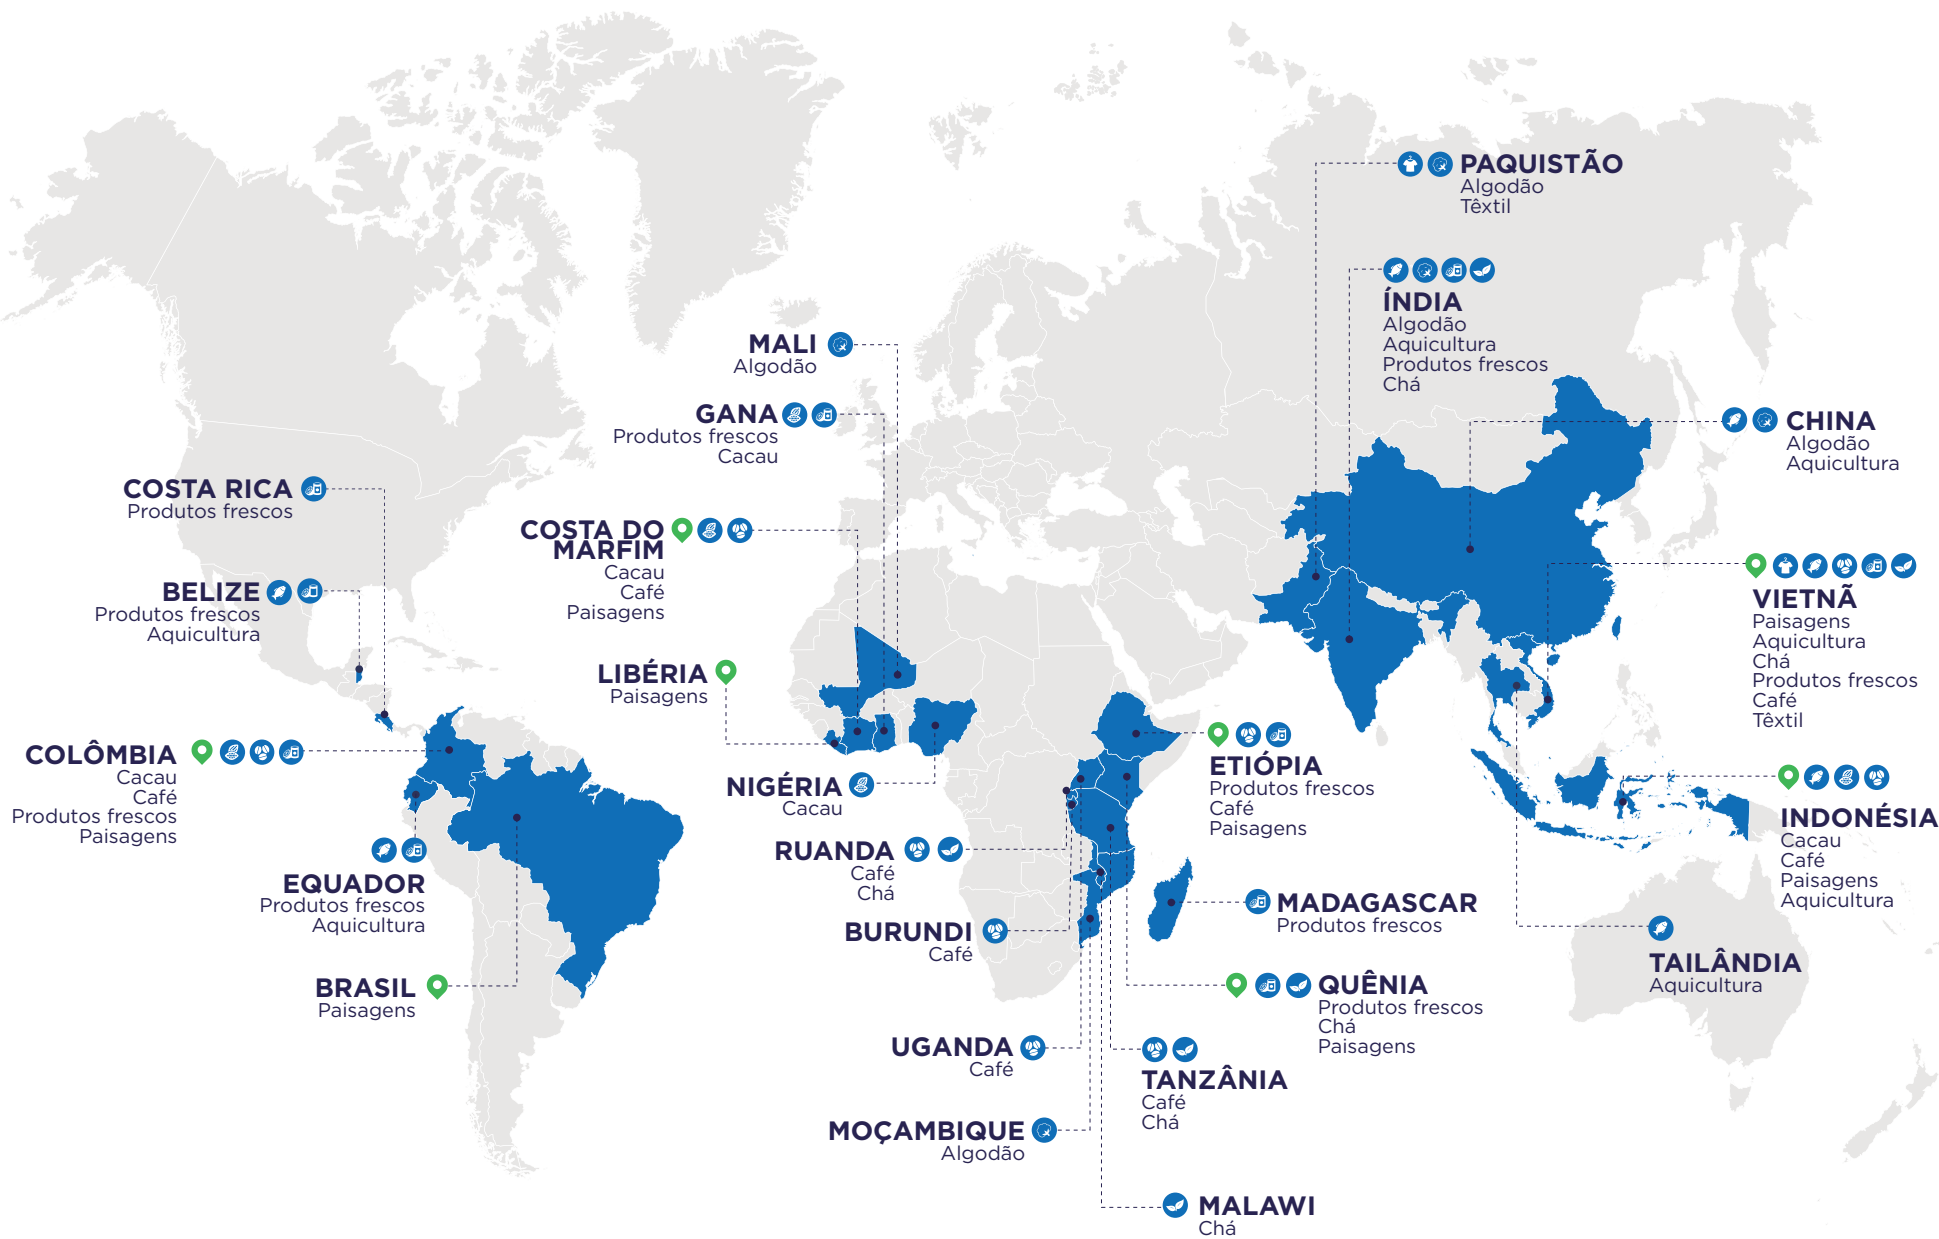 PAQUISTÃO
Algodão
Têxtil
ÍNDIA
Algodão
Aquicultura
Produtos frescos
Chá
MALI
Algodão
GANA
Produtos frescos
Cacau
CHINA
Algodão
Aquicultura
COSTA RICA
Produtos frescos
COSTA DO
MARFIM
Cacau
Café
Paisagens
BELIZE
Produtos frescos
Aquicultura
VIETNÃ
Paisagens
Aquicultura
Chá
Produtos frescos
Café
Têxtil
LIBÉRIA
Paisagens
COLÔMBIA
Cacau
Café
Produtos frescos
Paisagens
NIGÉRIA
Cacau
ETIÓPIA
Produtos frescos
Café
Paisagens
INDONÉSIA
Cacau
Café
Paisagens
Aquicultura
EQUADOR
Produtos frescos
Aquicultura
RUANDA
Café
Chá
MADAGASCAR
Produtos frescos
BURUNDI
Café
TAILÂNDIA
Aquicultura
BRASIL
Paisagens
QUÊNIA
Produtos frescos
Chá
Paisagens
UGANDA
Café
TANZÂNIA
Café
Chá
MOÇAMBIQUE
Algodão
MALAWI
Chá